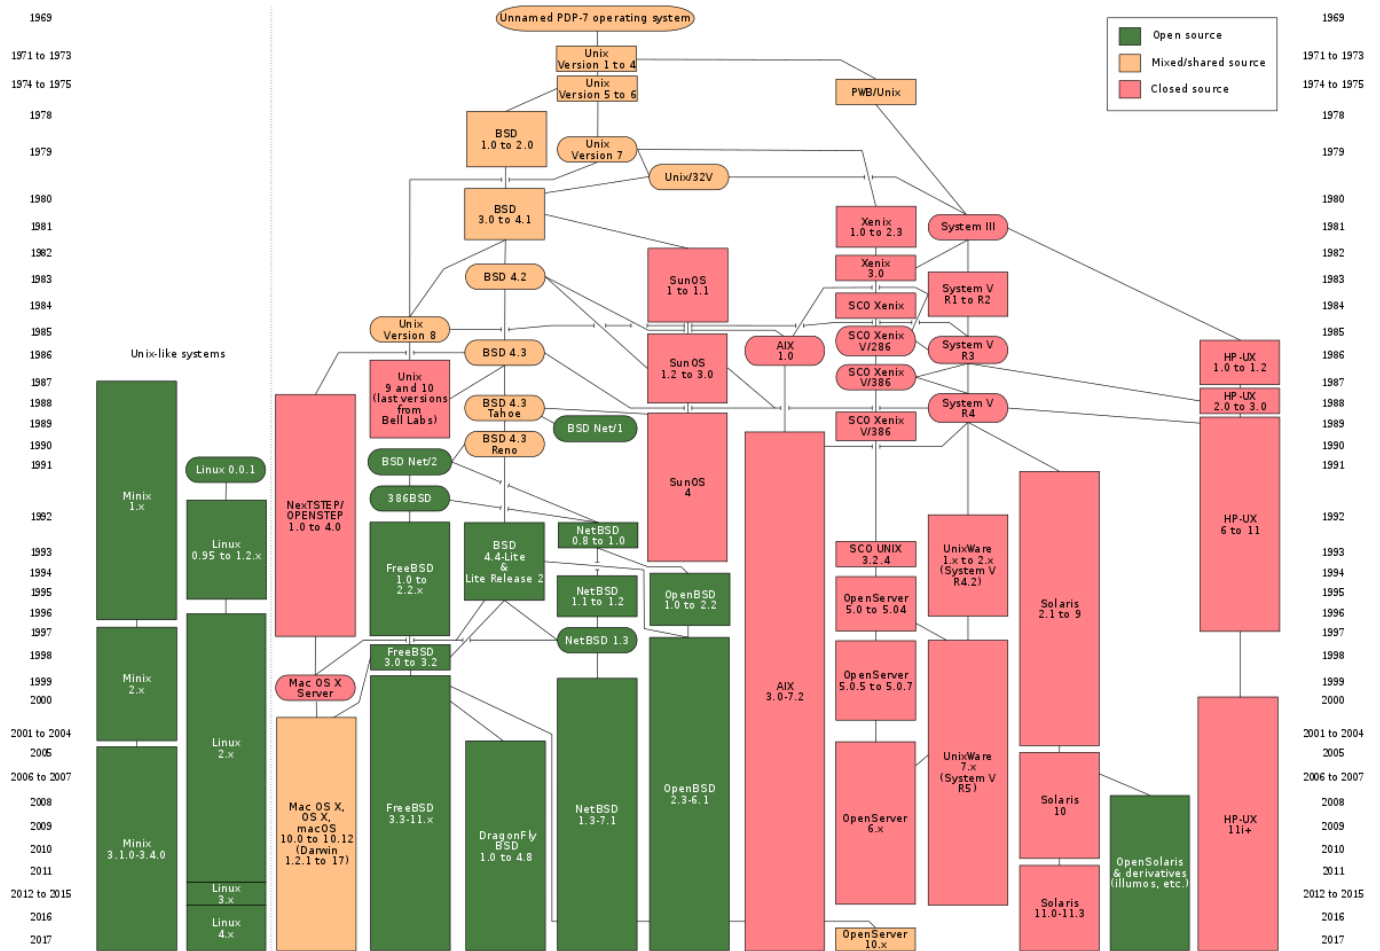 Unnamed PDP-7 operating system
1969
1971 to 1973
1974 to 1975
1978
1979
1980
1981
1982
1983
1984
1985
1986
1987
1988
1989
1990
1991
1992
1993
1994
1995
1996
1997
1998
1999
2000
2001 to 2004
2005
2006 to 2007
2008
2009
2010
2011
2012 to 2015
2016
2017
Open source
Mixed/shared source
Closed source
Unix
Version 1 to 4
Unix
Version 5 to 6
PWB/Unix
BSD
1.0 to 2.0
Unix
Version 7
Unix/32V
BSD
3.0 to 4.1
Xenix
1.0 to 2.3
System III
Xenix
3.0
SunOS
1 to 1.1
BSD 4.2
System V
R1 to R2
SCO Xenix
Unix
Version 8
SCO Xenix
V/286
AIX
1.0
System V
R3
BSD 4.3
SunOS
1.2 to 3.0
HP-UX
1.0 to 1.2
Unix-like systems
Unix
9 and 10
(last versions
from
Bell Labs)
SCO Xenix
V/386
HP-UX
2.0 to 3.0
BSD 4.3
Tahoe
System V
R4
BSD Net/1
SCO Xenix
V/386
BSD 4.3
Reno
BSD Net/2
Linux 0.0.1
386BSD
Minix
1.x
NeXTSTEP/
OPENSTEP
1.0 to 4.0
SunOS
4
HP-UX
6 to 11
Linux
0.95 to 1.2.x
NetBSD
0.8 to 1.0
BSD
4.4-Lite
&
Lite Release 2
SCO UNIX
3.2.4
UnixWare
1.x to 2.x
(System V
R4.2)
FreeBSD
1.0 to
2.2.x
NetBSD
1.1 to 1.2
OpenBSD
1.0 to 2.2
OpenServer
5.0 to 5.04
Solaris
2.1 to 9
NetBSD 1.3
FreeBSD
3.0 to 3.2
Minix
2.x
Mac OS X
Server
AIX
3.0-7.2
OpenServer
5.0.5 to 5.0.7
Linux
2.x
UnixWare
7.x
(System V
R5)
Mac OS X,
OS X,
macOS
10.0 to 10.12
(Darwin
1.2.1 to 17)
FreeBSD
3.3-11.x
DragonFly
BSD
1.0 to 4.8
NetBSD
1.3-7.1
OpenBSD
2.3-6.1
OpenServer
6.x
Solaris
10
HP-UX
11i+
Minix
3.1.0-3.4.0
OpenSolaris
& derivatives
(illumos, etc.)
Linux
3.x
Linux
4.x
Solaris
11.0-11.3
OpenServer
10.x
1969
1971 to 1973
1974 to 1975
1978
1979
1980
1981
1982
1983
1984
1985
1986
1987
1988
1989
1990
1991
1992
1993
1994
1995
1996
1997
1998
1999
2000
2001 to 2004
2005
2006 to 2007
2008
2009
2010
2011
2012 to 2015
2016
2017